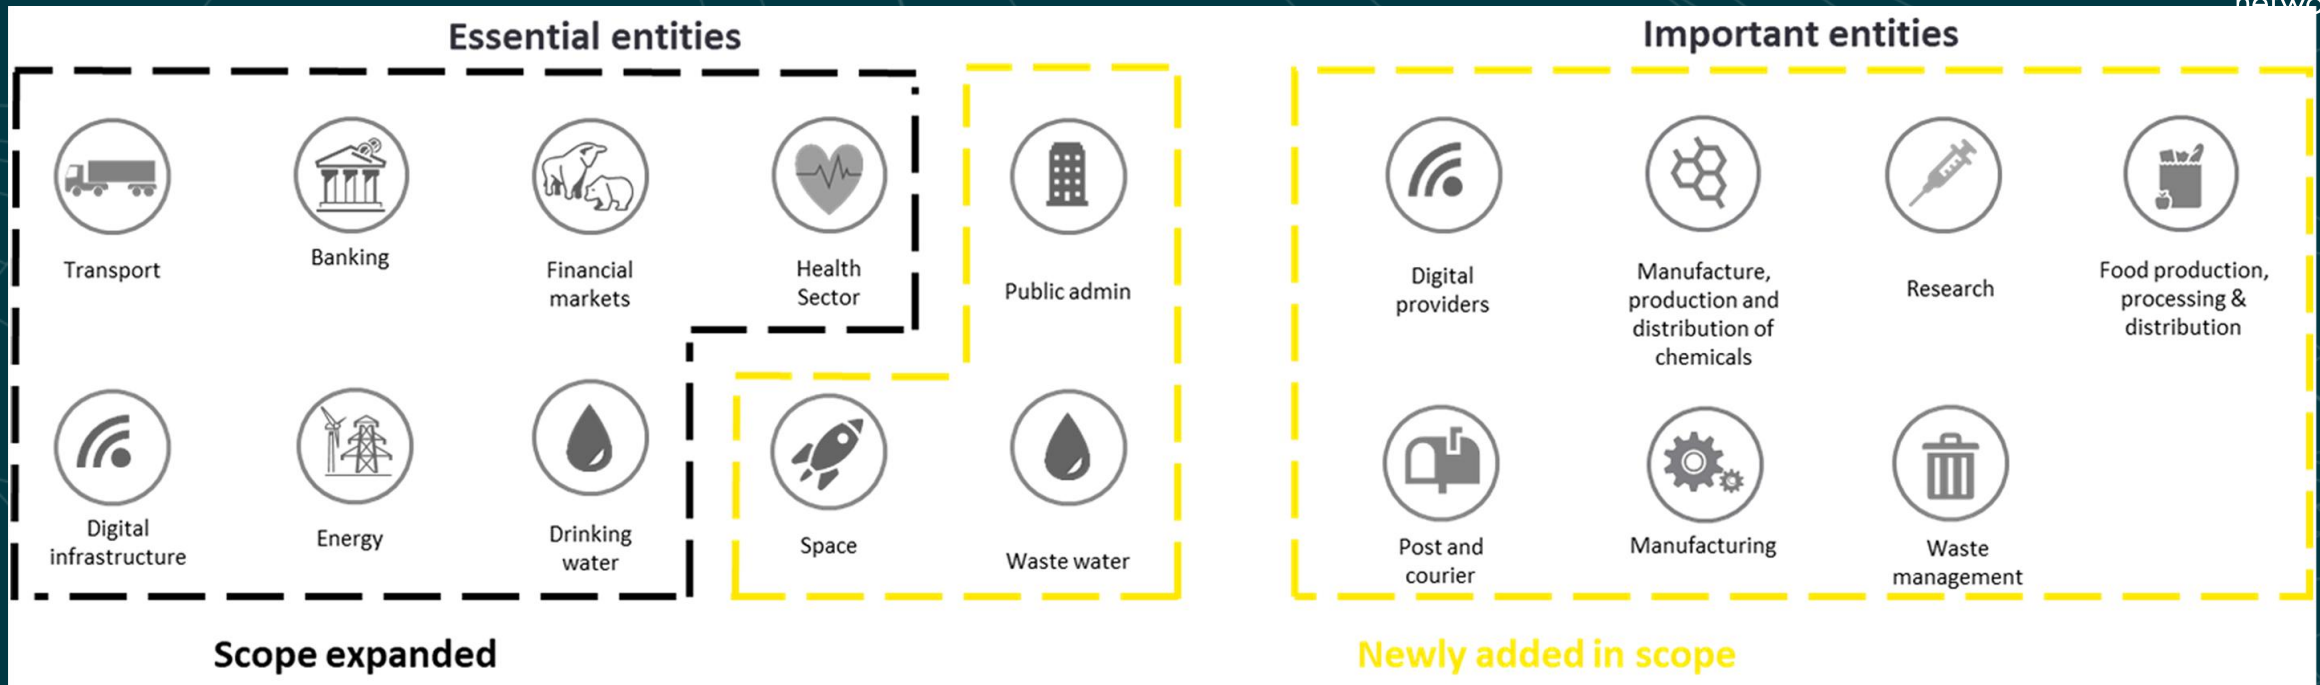 Essential entities
Important entities
Transport
Banking
Financial
markets
Health
Sector
Public admin
Digital
providers
Manufacture,
production and
distribution of
chemicals
Research
Food production,
processing &
distribution
Digital
infrastructure
Energy
Drinking
water
Space
Waste water
Post and
courier
Manufacturing
Waste
management
Scope expanded
Newly added in scope